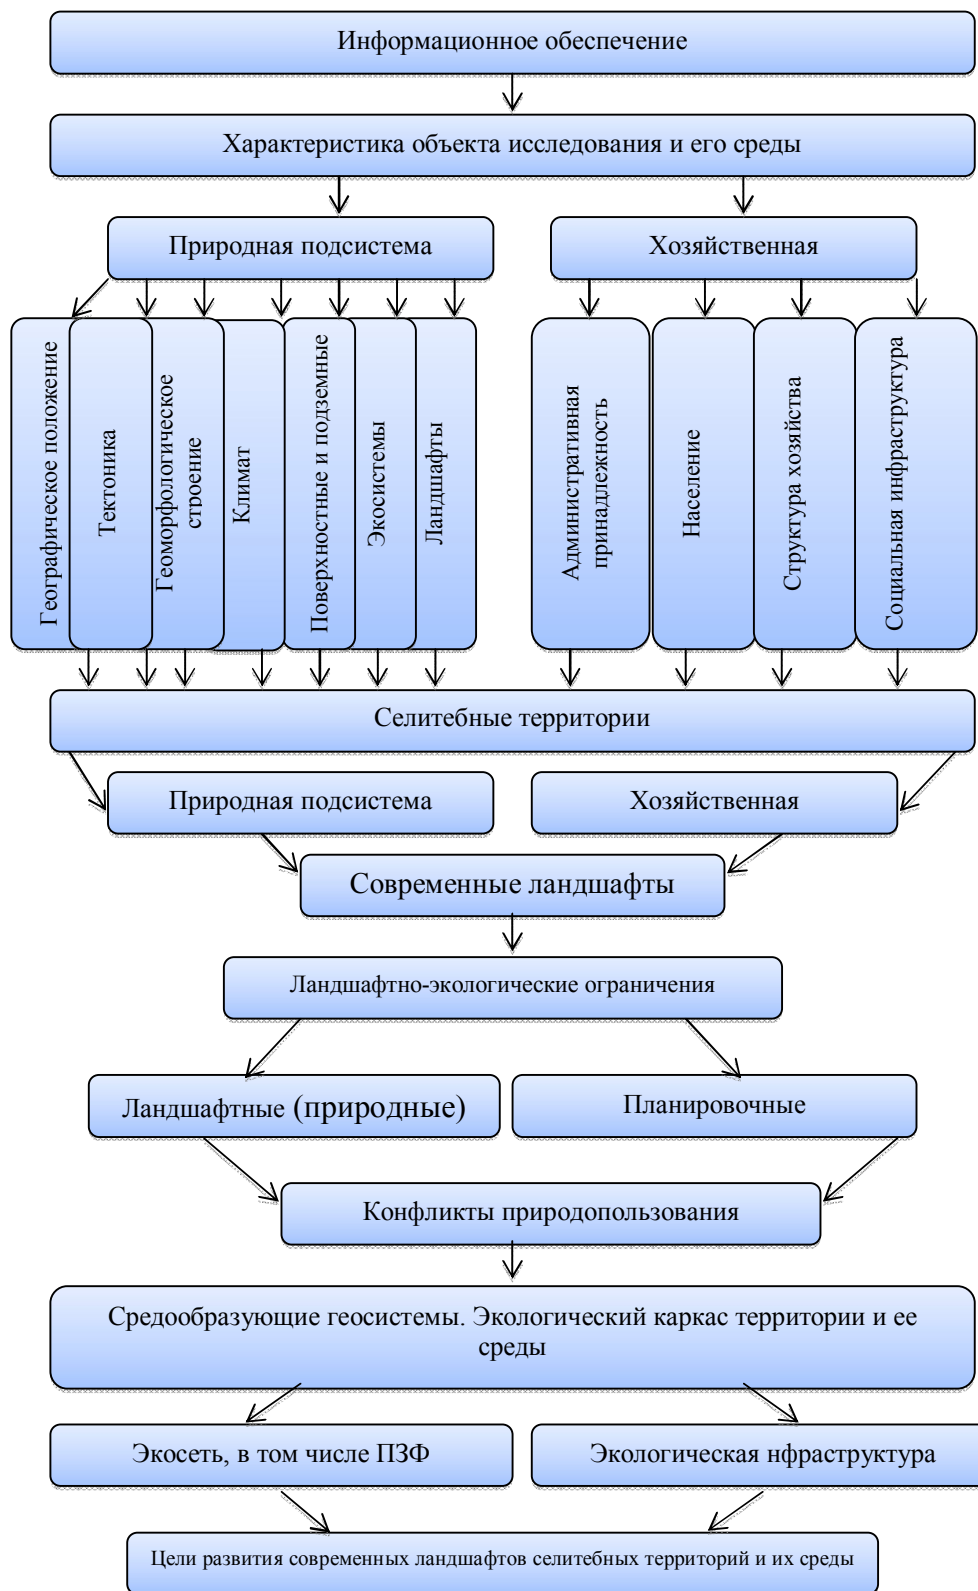 Информационное обеспечение
Характеристика объекта исследования и его среды
Природная подсистема
Хозяйственная
Географическое положение
Тектоника
Геоморфологическое
строение
Климат
Поверхностные и подземные
Экосистемы
Ландшафты
Административная
принадлежность
Население
Структура хозяйства
Социальная инфраструктура
Селитебные территории
Природная подсистема
Хозяйственная
Современные ландшафты
Ландшафтно-экологические ограничения
Ландшафтные (природные)
Планировочные
Конфликты природопользования
Средообразующие геосистемы. Экологический каркас территории и ее
среды
Экосеть, в том числе ПЗФ
Экологическая нфраструктура
Цели развития современных ландшафтов селитебных территорий и их среды